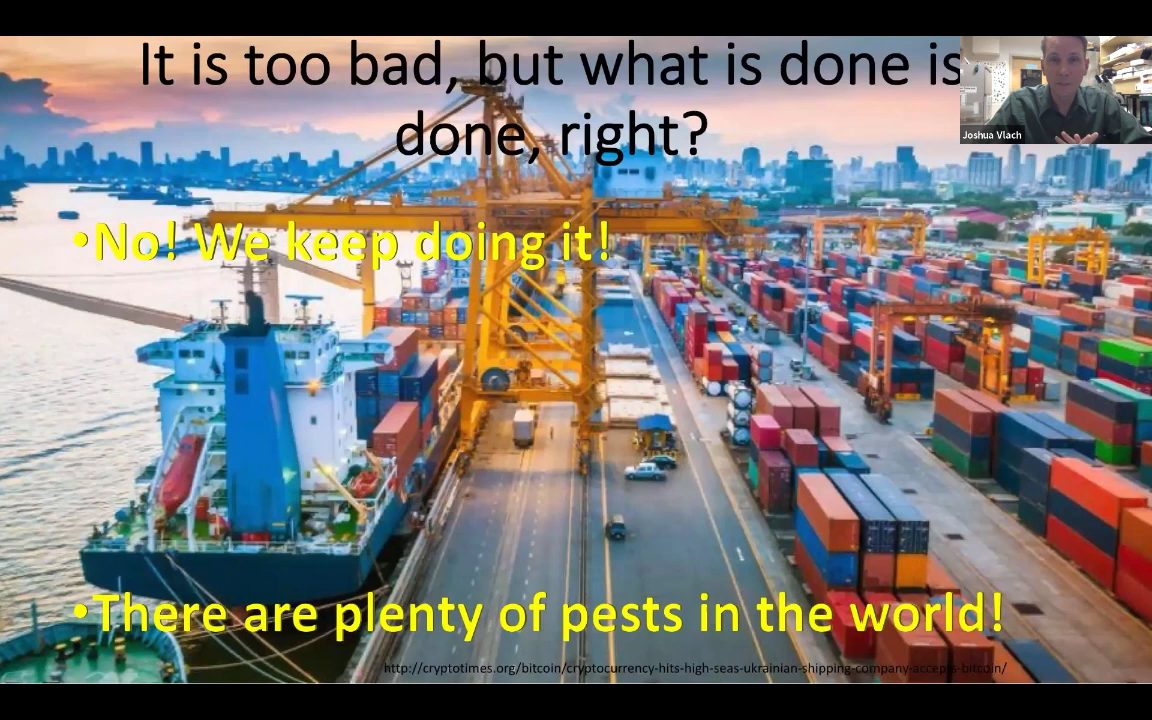 It is too bad, but what is done is
done, right?
Joshua Vlach
•No! We keep doing it!
•There are plenty of pests in the world!
http://cryptotimes.org/bitcoin/cryptocurrency-hits-high-seas-ukrainian-shipping-company-accepts-bitcoin/